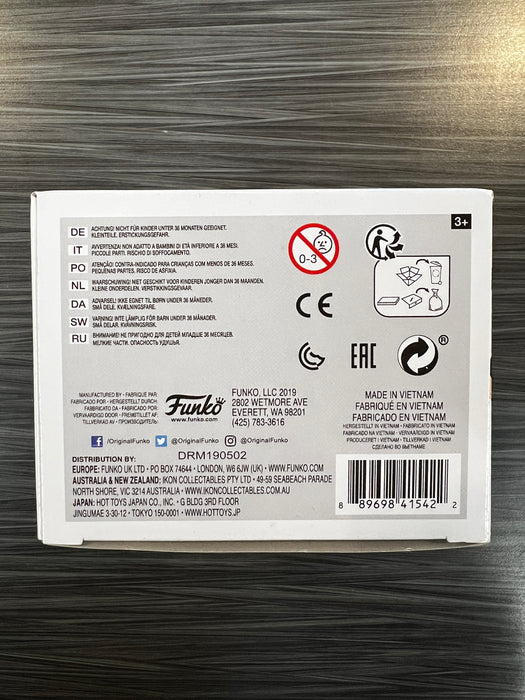 DE ACHTUNG! NICHT FÜR KINDER UNTER 36 MONATEN GEEIGNET.
KLEINTEILE, ERSTICKUNGSGEFAHR.
IT AVVERTENZA! NON ADATTO A BAMBINI DI ETÀ INFERIORE A 36 MESI.
PICCOLE PARTI. RISCHIO DI SOFFOCAMENTO.
PO ATENÇÃO! CONTRA-INDICADO PARA CRIANÇAS COM MENOS DE 36 MESES.
PEQUENAS PARTES. RISCO DE ASFIXIA.
NL WAARSCHUWING! NIET GESCHIKT VOOR KINDEREN JONGER DAN 36 MAANDEN.
KLEINE ONDERDELEN. VERSTIKKINGSGEVAAR.
DA ADVARSEL! IKKE EGNET TIL BØRN UNDER 36 MÅNEDER.
SMÅ DELE. KVÆLNINGSFARE.
SW VARNING! INTE LÄMPLIG FÖR BARN UNDER 36 MÅNADER.
SMÅ DELAR. KVÄVNINGSRISK.
RU ВНИМАНИЕ! НЕ ПРИГОДНО ДЛЯ ДЕТЕЙ МЛАДШЕ 36 МЕСЯЦЕВ.
МЕЛКИЕ ЧАСТИ. ОПАСНОСТЬ УДУШЬЯ.
0-3
3+
CE
EAC
®
MANUFACTURED BY • FABRIQUÉ PAR:
FABRICADO POR • HERGESTELLT DURCH:
FABBRICATO DA • FABRICADO POR:
VERVAARDIGD DOOR • FREMSTILLET AF:
TILLVERKAD AV • ПРОИЗВОДИТЕЛЬ:
Funko
www.funko.com
FUNKO, LLC 2019
2802 WETMORE AVE
EVERETT, WA 98201
(425) 783-3616
MADE IN VIETNAM
FABRIQUÉ EN VIETNAM
FABRICADO EN VIETNAM
HERGESTELLT IN VIETNAM • FABBRICATO IN VIETNAM
FABRICADO NA VIETNAM • VERVAARDIGD IN VIETNAM
PRODUCERET I VIETNAM • TILLVERKAD I VIETNAM
СДЕЛАНО ВО ВЬЕТНАМЕ
/OriginalFunko @OriginalFunko @OriginalFunko
DRM190502
DISTRIBUTION BY:
EUROPE: FUNKO UK LTD • PO BOX 74644 • LONDON, W6 6JW (UK) • WWW.FUNKO.COM
AUSTRALIA & NEW ZEALAND: IKON COLLECTABLES PTY LTD • 49-59 SEABEACH PARADE
NORTH SHORE, VIC 3214 AUSTRALIA • WWW.IKONCOLLECTABLES.COM.AU
JAPAN: HOT TOYS JAPAN CO., INC. • G BLDG 3RD FLOOR
JINGUMAE 3-30-12 • TOKYO 150-0001 • WWW.HOTTOYS.JP
8 89698 41542 2